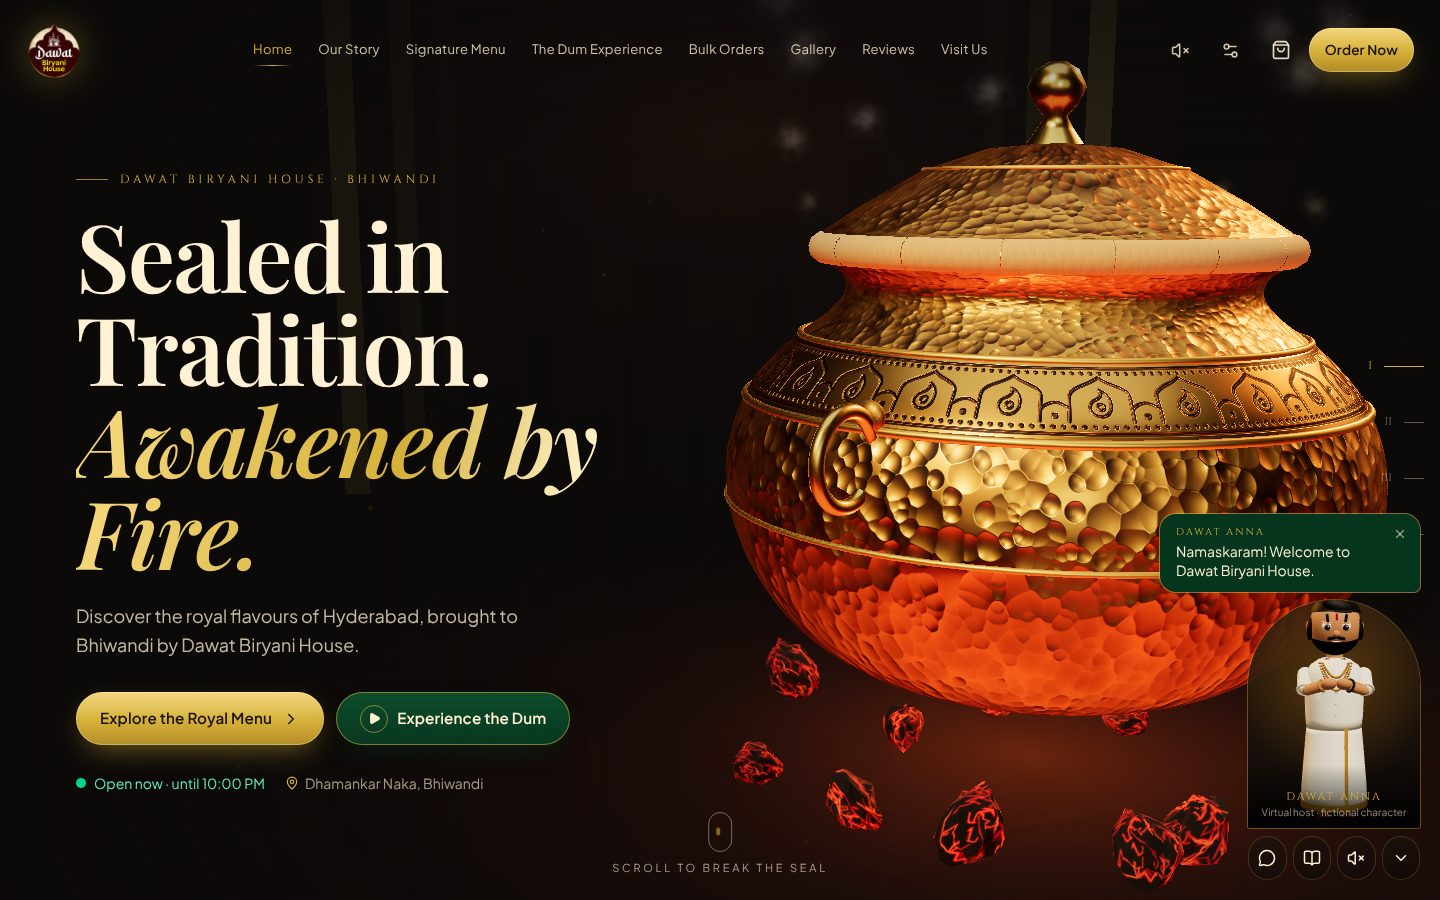 Dawat
Biryani
House
Home
Our Story
Signature Menu
The Dum Experience
Bulk Orders
Gallery
Reviews
Visit Us
Order Now
DAWAT BIRYANI HOUSE · BHIWANDI
Sealed in
Tradition.
Awakened by
Fire.
Discover the royal flavours of Hyderabad, brought to
Bhiwandi by Dawat Biryani House.
Explore the Royal Menu
Experience the Dum
Open now · until 10:00 PM
Dhamankar Naka, Bhiwandi
SCROLL TO BREAK THE SEAL
I
II
III
DAWAT ANNA
Namaskaram! Welcome to
Dawat Biryani House.
DAWAT ANNA
Virtual host · fictional character